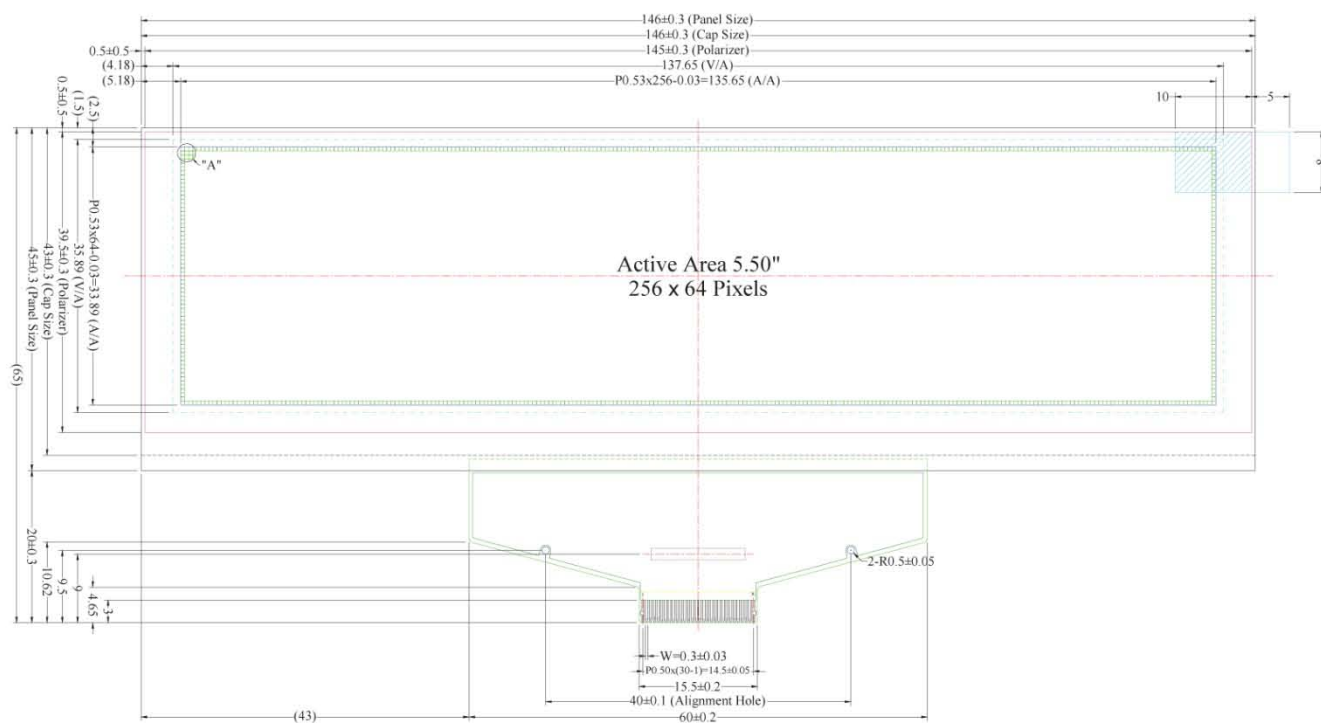 146±0.3 (Panel Size)
146±0.3 (Cap Size)
0.5±0.5
145±0.3 (Polarizer)
(4.18)
137.65 (V/A)
(5.18)
P0.53x256-0.03=135.65 (A/A)
0.5±0.5
(1.5)
(2.5)
10
5
8
"A"
Active Area 5.50"
256 x 64 Pixels
P0.53x64-0.03=33.89 (A/A)
35.89 (V/A)
39.5±0.3 (Polarizer)
43±0.3 (Cap Size)
45±0.3 (Panel Size)
(65)
20±0.3
10.62
9.5
9
4.65
3
2-R0.5±0.05
W=0.3±0.03
P0.50x(30-1)=14.5±0.05
15.5±0.2
40±0.1 (Alignment Hole)
(43)
60±0.2